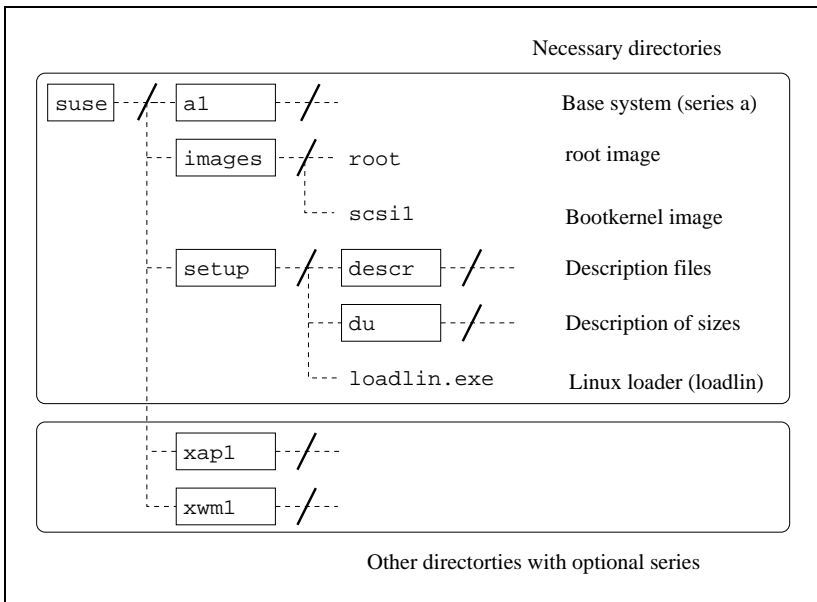 Necessary directories
suse a1 Base system (series a)
images root root image
scsi1 Bootkernel image
setup descr Description files
du Description of sizes
loadlin.exe Linux loader (loadlin)
xap1
xwm1
Other directorties with optional series